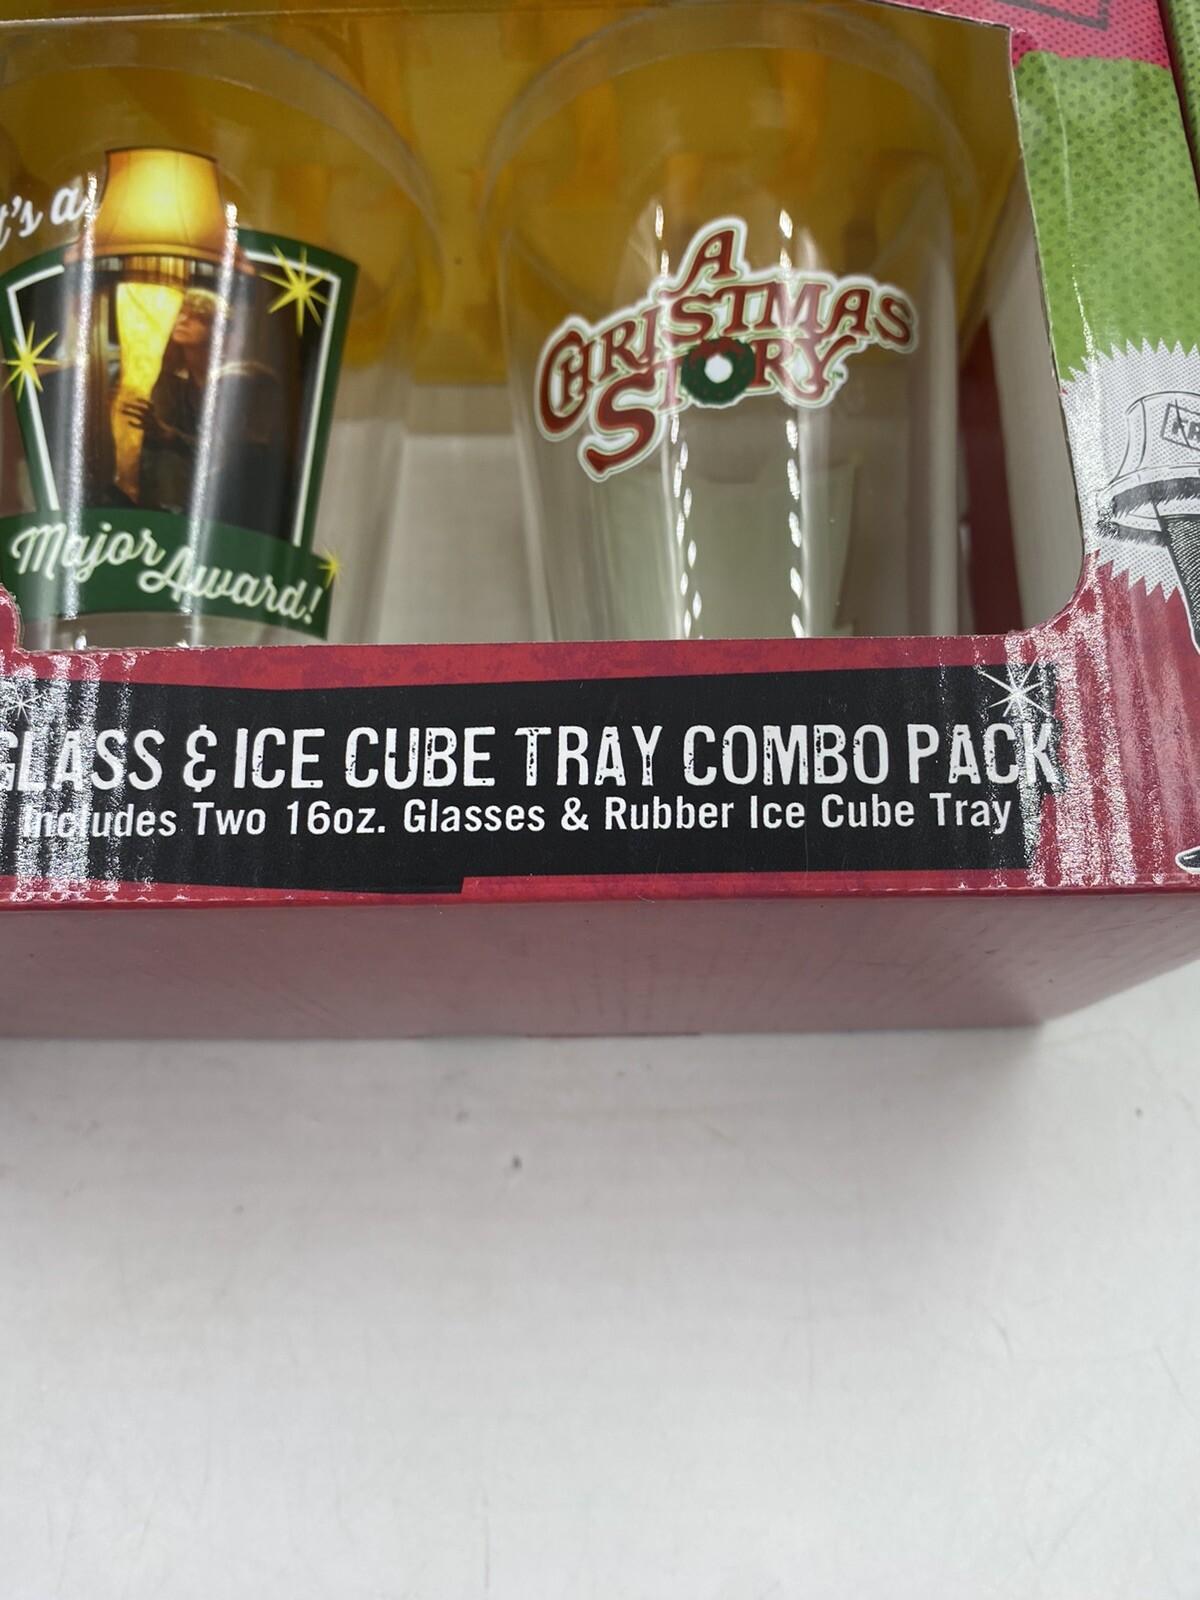 t's a
Major Award!
A
CHRISTMAS
STORY
GLASS & ICE CUBE TRAY COMBO PACK
Includes Two 16oz. Glasses & Rubber Ice Cube Tray